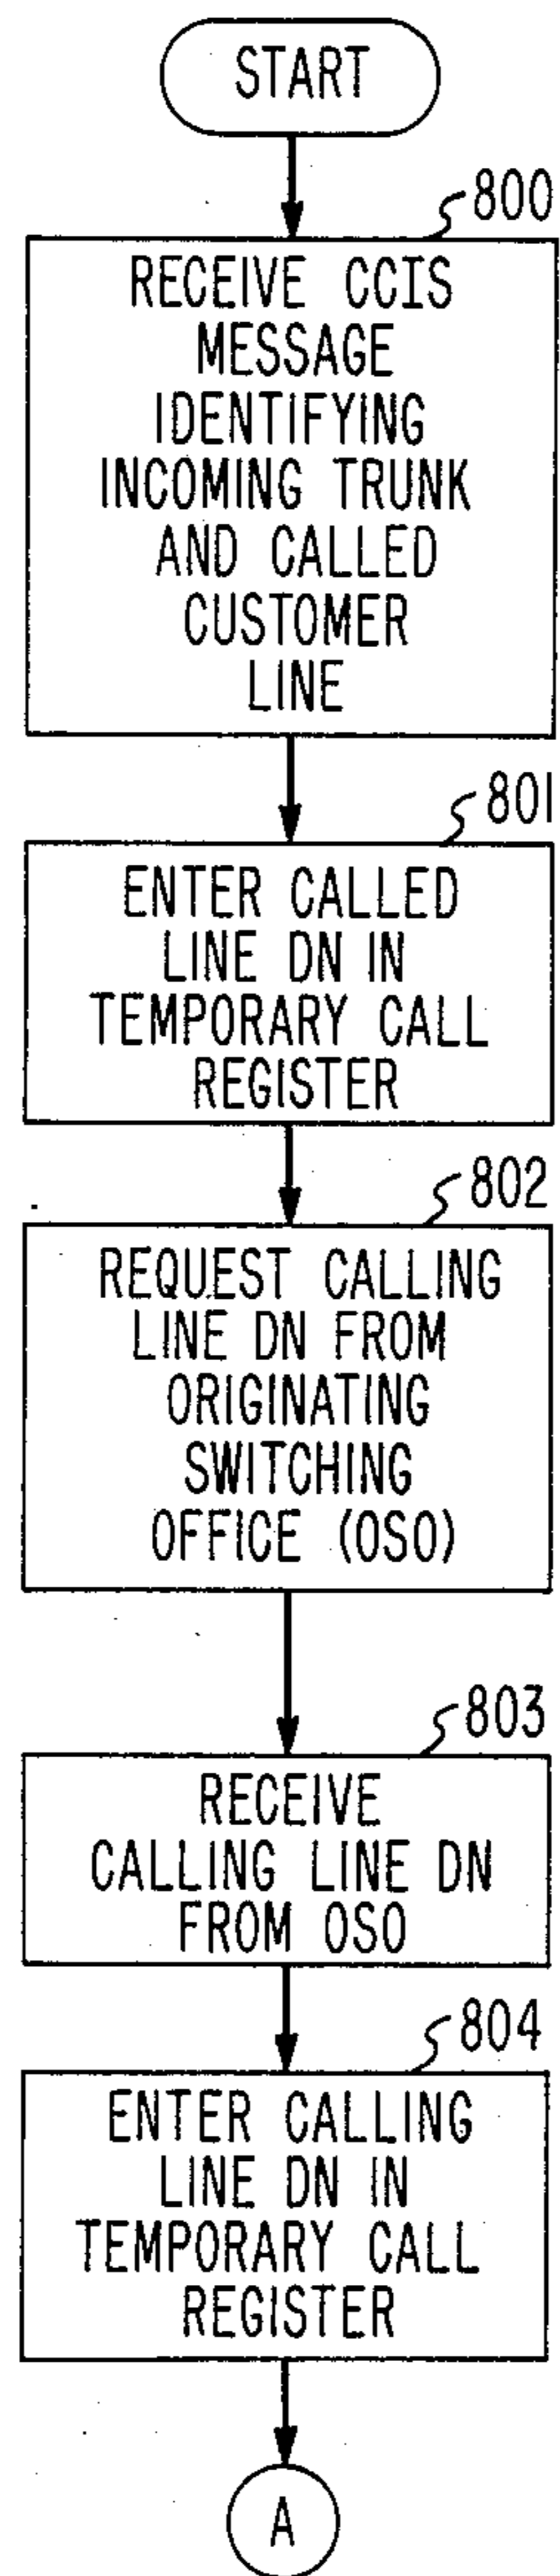 START
800
RECEIVE CCIS
MESSAGE
IDENTIFYING
INCOMING TRUNK
AND CALLED
CUSTOMER
LINE
801
ENTER CALLED
LINE DN IN
TEMPORARY CALL
REGISTER
802
REQUEST CALLING
LINE DN FROM
ORIGINATING
SWITCHING
OFFICE (OSO)
803
RECEIVE
CALLING LINE DN
FROM OSO
804
ENTER CALLING
LINE DN IN
TEMPORARY CALL
REGISTER
A